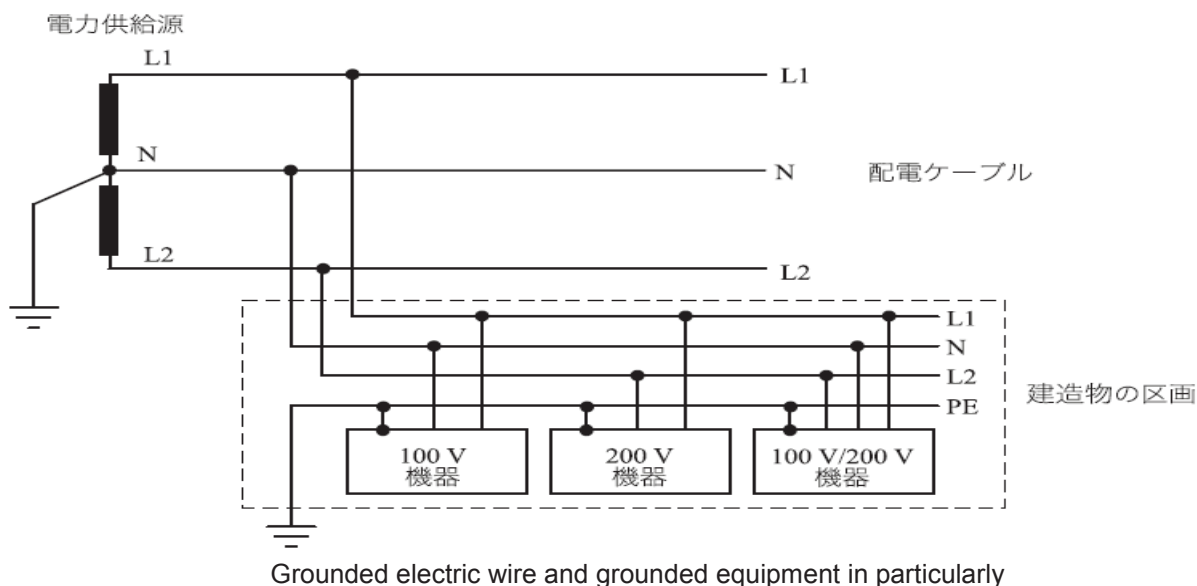 電力供給源
L1
L1
N
N
配電ケーブル
L2
L2
L1
N
L2
建造物の区画
PE
100 V
機器
200 V
機器
100 V/200 V
機器
Grounded electric wire and grounded equipment in particularly